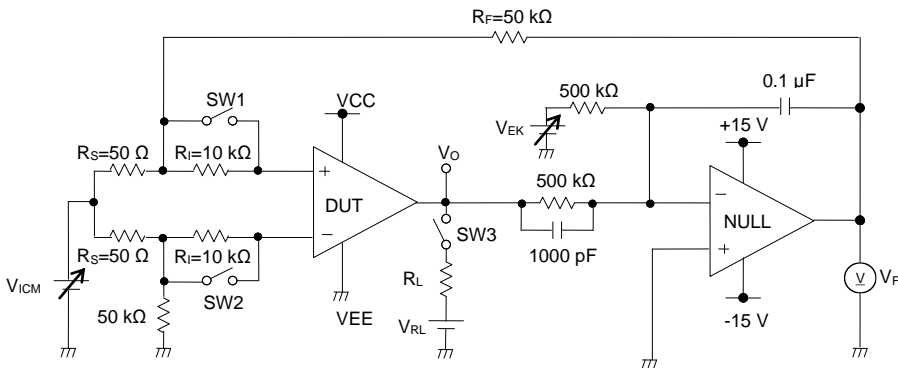 RF=50 kΩ
0.1 µF
500 kΩ
SW1
VCC
VEK
+15 V
RS=50 Ω
RI=10 kΩ
VO
500 kΩ
+
−
DUT
NULL
−
+
SW3
1000 pF
RS=50 Ω
RI=10 kΩ
VICM
SW2
RL
V
VF
50 kΩ
VEE
VRL
-15 V